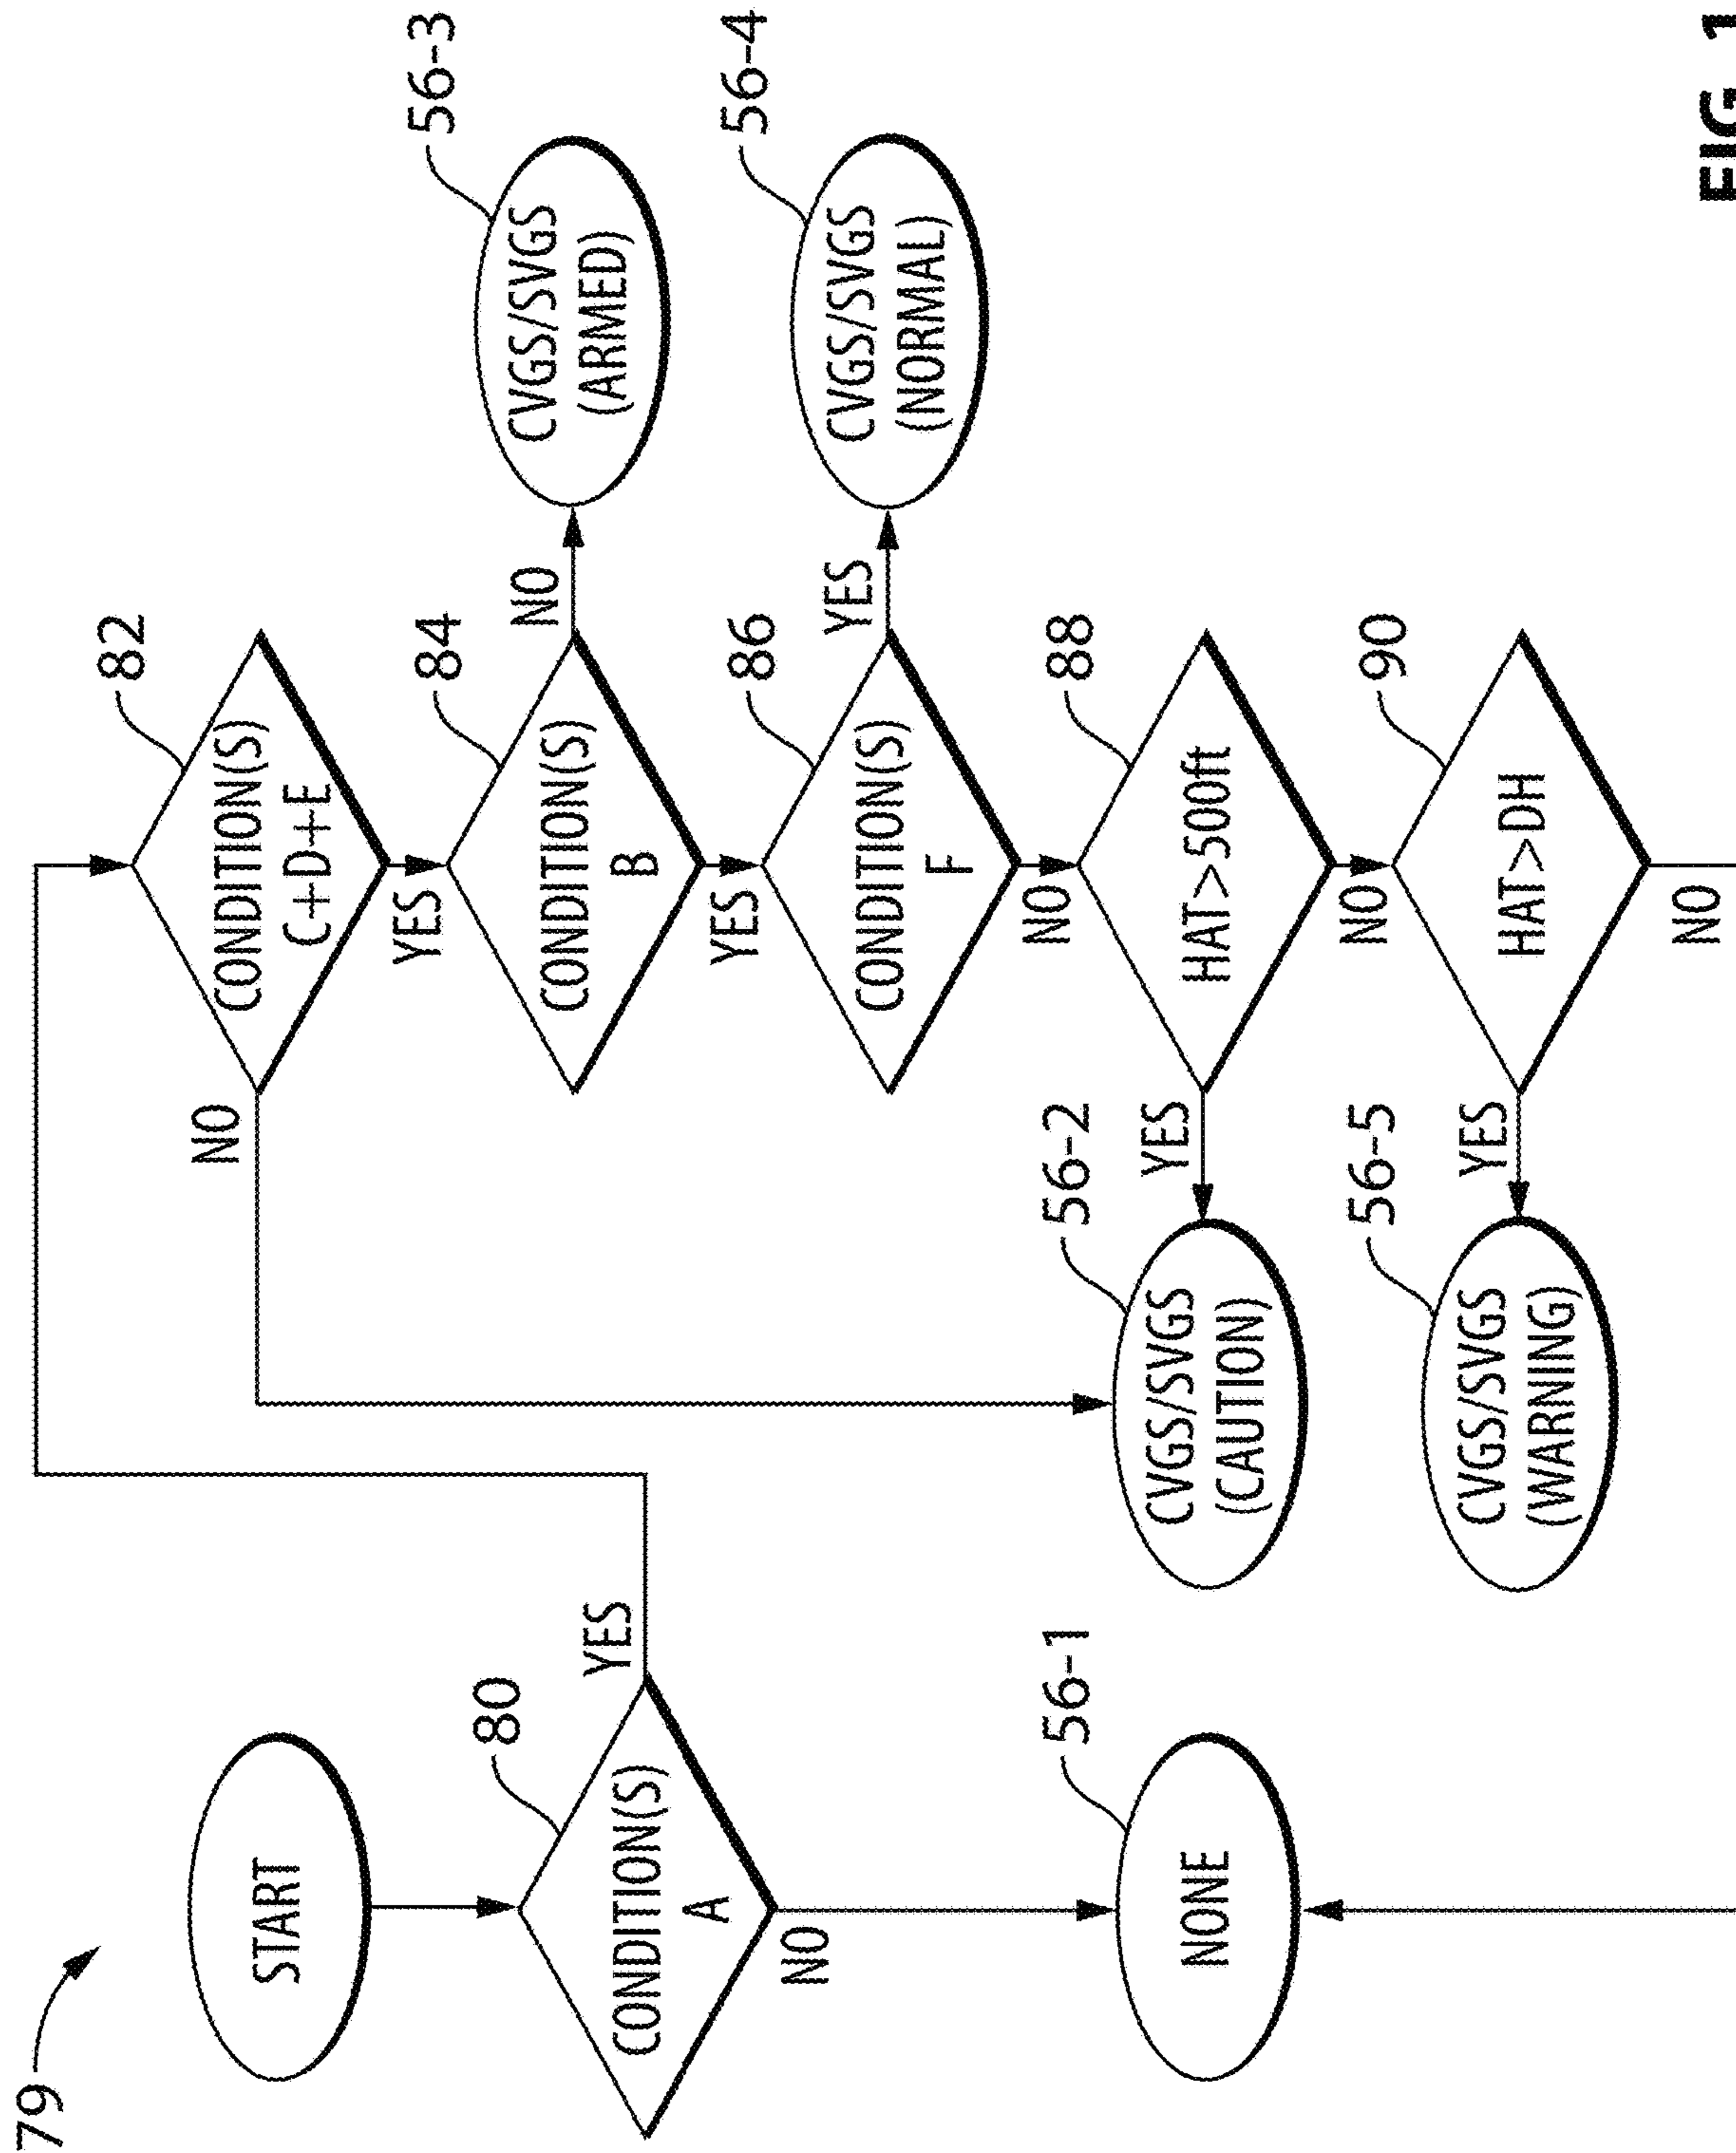 79
START
80
CONDITION(S)
A
YES
NO
56-1
NONE
82
CONDITION(S)
C+D+E
NO
YES
84
CONDITION(S)
B
NO
56-3
CVGS/SVGS
(ARMED)
YES
86
CONDITION(S)
F
YES
56-4
CVGS/SVGS
(NORMAL)
NO
88
HAT>500ft
YES
56-2
CVGS/SVGS
(CAUTION)
NO
90
HAT>DH
YES
56-5
CVGS/SVGS
(WARNING)
NO